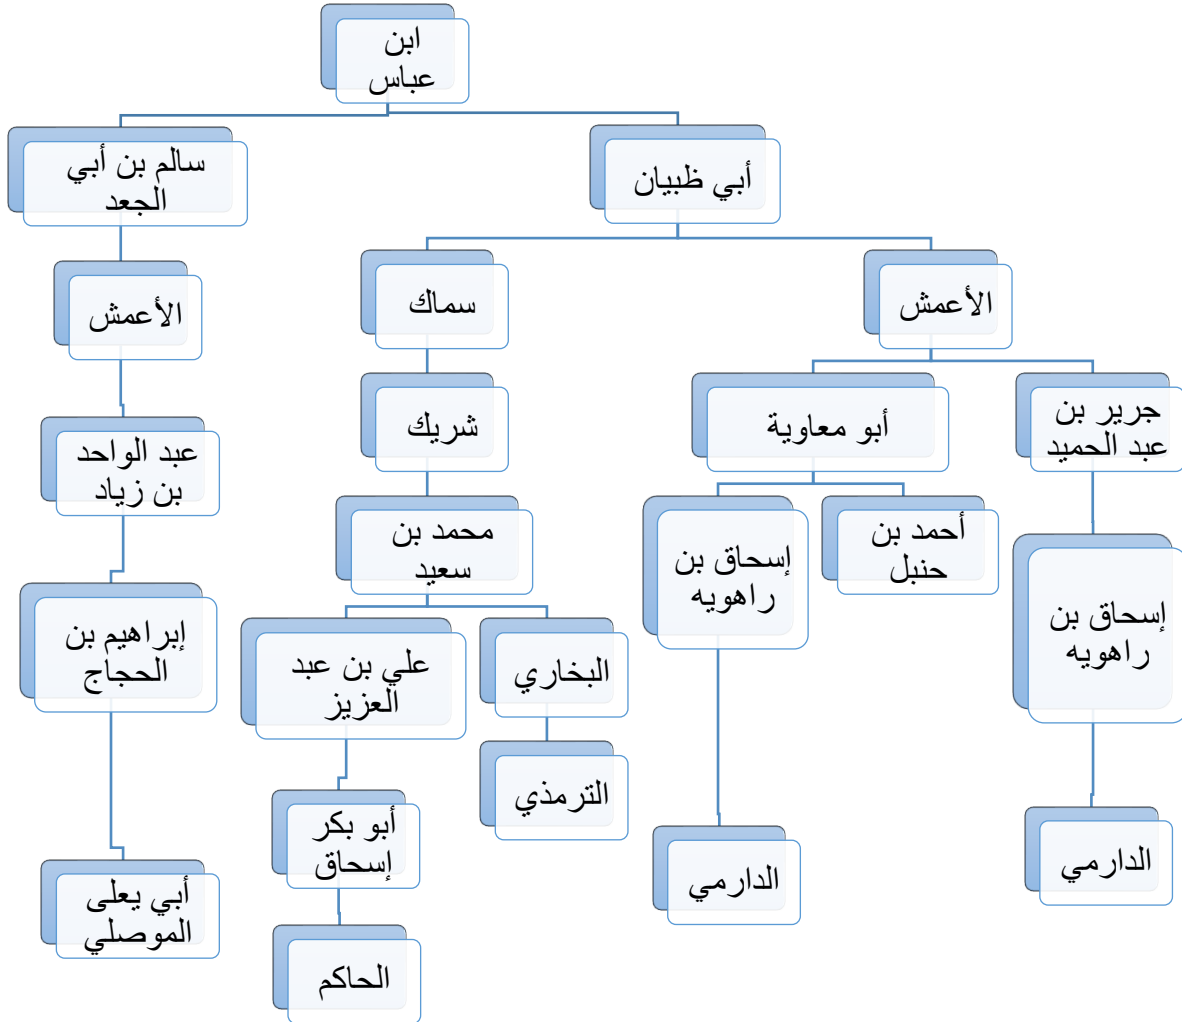 ابن
عباس
أبي ظبيان
سالم بن أبي
الجعد
الأعمش
سماك
الأعمش
جرير بن
عبد الحميد
أبو معاوية
شريك
عبد الواحد
بن زياد
أحمد بن
حنبل
إسحاق بن
راهويه
محمد بن
سعيد
إسحاق بن
راهويه
البخاري
علي بن عبد
العزيز
إبراهيم بن
الحجاج
الترمذي
أبو بكر
إسحاق
الدارمي
الدارمي
أبي يعلى
الموصلي
الحاكم